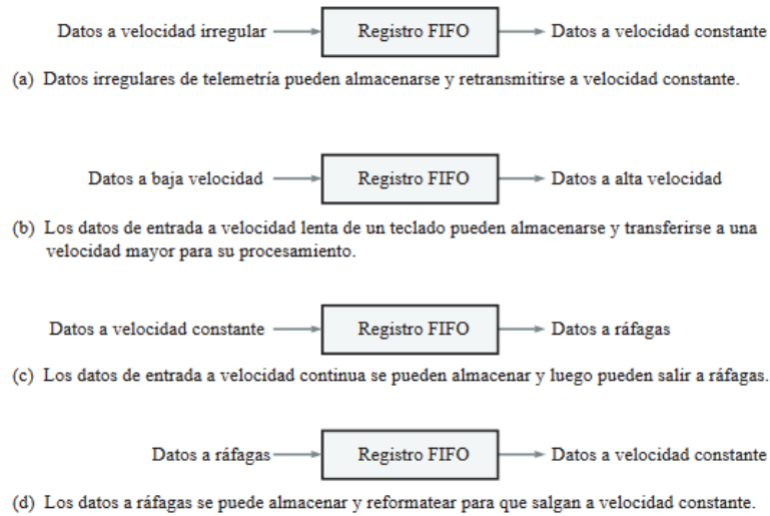 Datos a velocidad irregular Registro FIFO Datos a velocidad constante
(a) Datos irregulares de telemetría pueden almacenarse y retransmitirse a velocidad constante.
Datos a baja velocidad Registro FIFO Datos a alta velocidad
(b) Los datos de entrada a velocidad lenta de un teclado pueden almacenarse y transferirse a una
velocidad mayor para su procesamiento.
Datos a velocidad constante Registro FIFO Datos a ráfagas
(c) Los datos de entrada a velocidad continua se pueden almacenar y luego pueden salir a ráfagas.
Datos a ráfagas Registro FIFO Datos a velocidad constante
(d) Los datos a ráfagas se puede almacenar y reformatear para que salgan a velocidad constante.